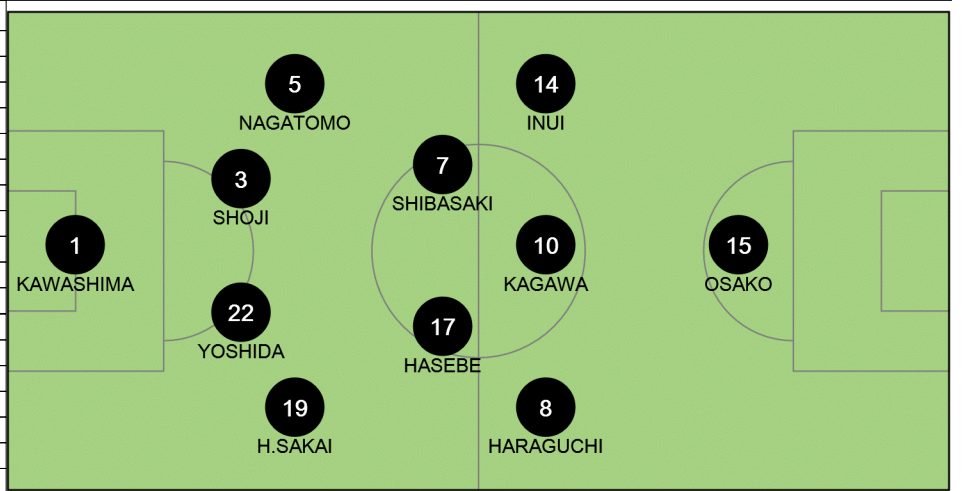 5
NAGATOMO
14
INUI
7
SHIBASAKI
3
SHOJI
1
KAWASHIMA
10
KAGAWA
15
OSAKO
22
YOSHIDA
17
HASEBE
19
H.SAKAI
8
HARAGUCHI